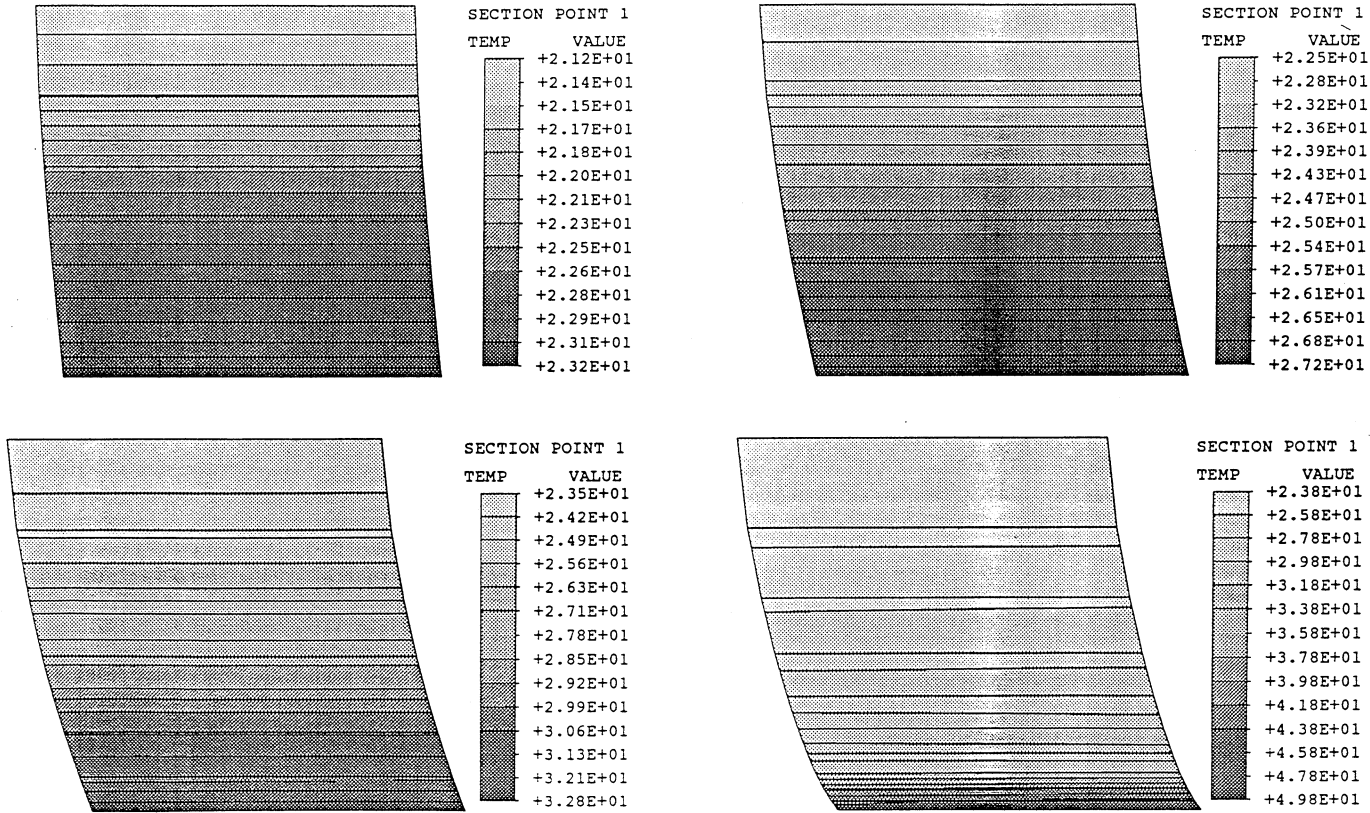 SECTION POINT 1
TEMP VALUE
+2.12E+01
+2.14E+01
+2.15E+01
+2.17E+01
+2.18E+01
+2.20E+01
+2.21E+01
+2.23E+01
+2.25E+01
+2.26E+01
+2.28E+01
+2.29E+01
+2.31E+01
+2.32E+01
SECTION POINT 1
TEMP VALUE
+2.25E+01
+2.28E+01
+2.32E+01
+2.36E+01
+2.39E+01
+2.43E+01
+2.47E+01
+2.50E+01
+2.54E+01
+2.57E+01
+2.61E+01
+2.65E+01
+2.68E+01
+2.72E+01
SECTION POINT 1
TEMP VALUE
+2.35E+01
+2.42E+01
+2.49E+01
+2.56E+01
+2.63E+01
+2.71E+01
+2.78E+01
+2.85E+01
+2.92E+01
+2.99E+01
+3.06E+01
+3.13E+01
+3.21E+01
+3.28E+01
SECTION POINT 1
TEMP VALUE
+2.38E+01
+2.58E+01
+2.78E+01
+2.98E+01
+3.18E+01
+3.38E+01
+3.58E+01
+3.78E+01
+3.98E+01
+4.18E+01
+4.38E+01
+4.58E+01
+4.78E+01
+4.98E+01